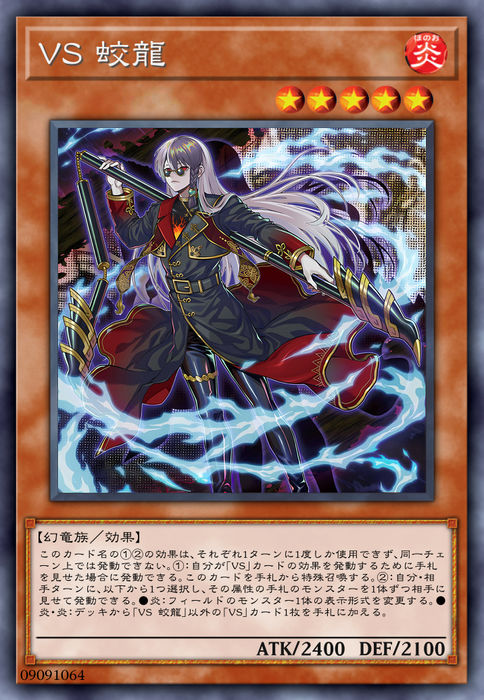 VS 蛟龍
ほのお
炎
【幻竜族／効果】
このカード名の①②の効果は、それぞれ1ターンに1度しか使用できず、同一チェ
ーン上では発動できない。①：自分が「VS」カードの効果を発動するために手札
を見せた場合に発動できる。このカードを手札から特殊召喚する。②：自分・相
手ターンに、以下から1つ選択し、その属性の手札のモンスターを1体ずつ相手に
見せて発動できる。●炎：フィールドのモンスター1体の表示形式を変更する。●
炎・炎：デッキから「VS 蛟龍」以外の「VS」カード1枚を手札に加える。
ATK/2400 DEF/2100
09091064